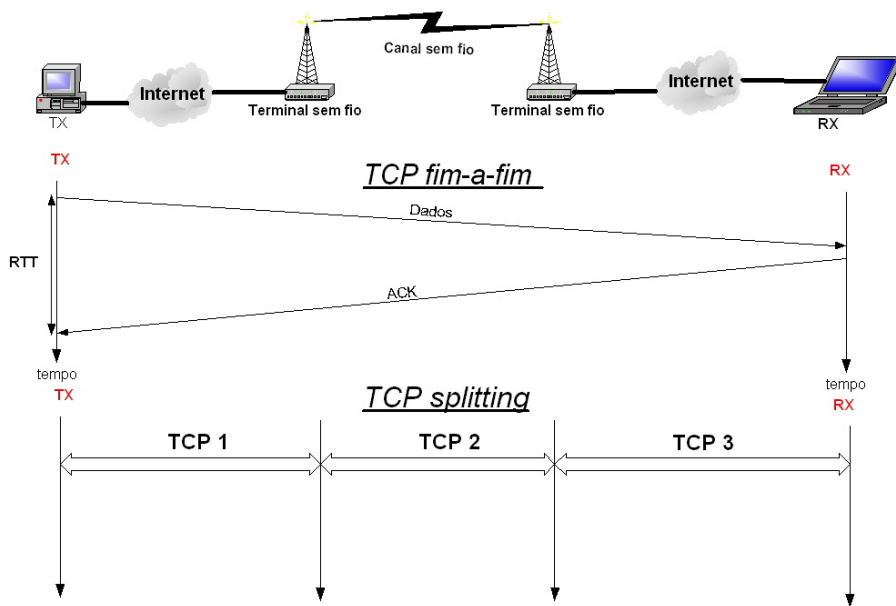 Canal sem fio
Internet
Internet
Terminal sem fio
Terminal sem fio
TX
RX
TX
RX
TCP fim-a-fim
Dados
RTT
ACK
tempo
tempo
TX
RX
TCP splitting
TCP 1
TCP 2
TCP 3